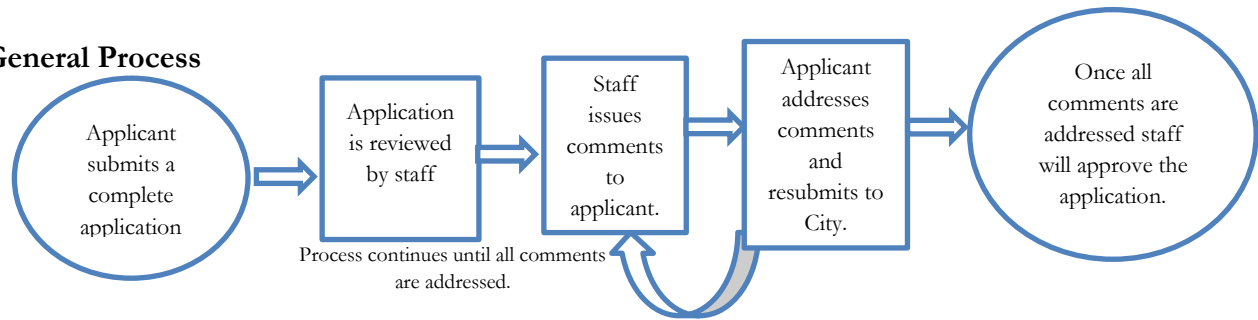 General Process
Applicant
submits a
complete
application
Application
is reviewed
by staff
Staff
issues
comments
to
applicant.
Applicant
addresses
comments
and
resubmits to
City.
Once all
comments are
addressed staff
will approve the
application.
Process continues until all comments
are addressed.